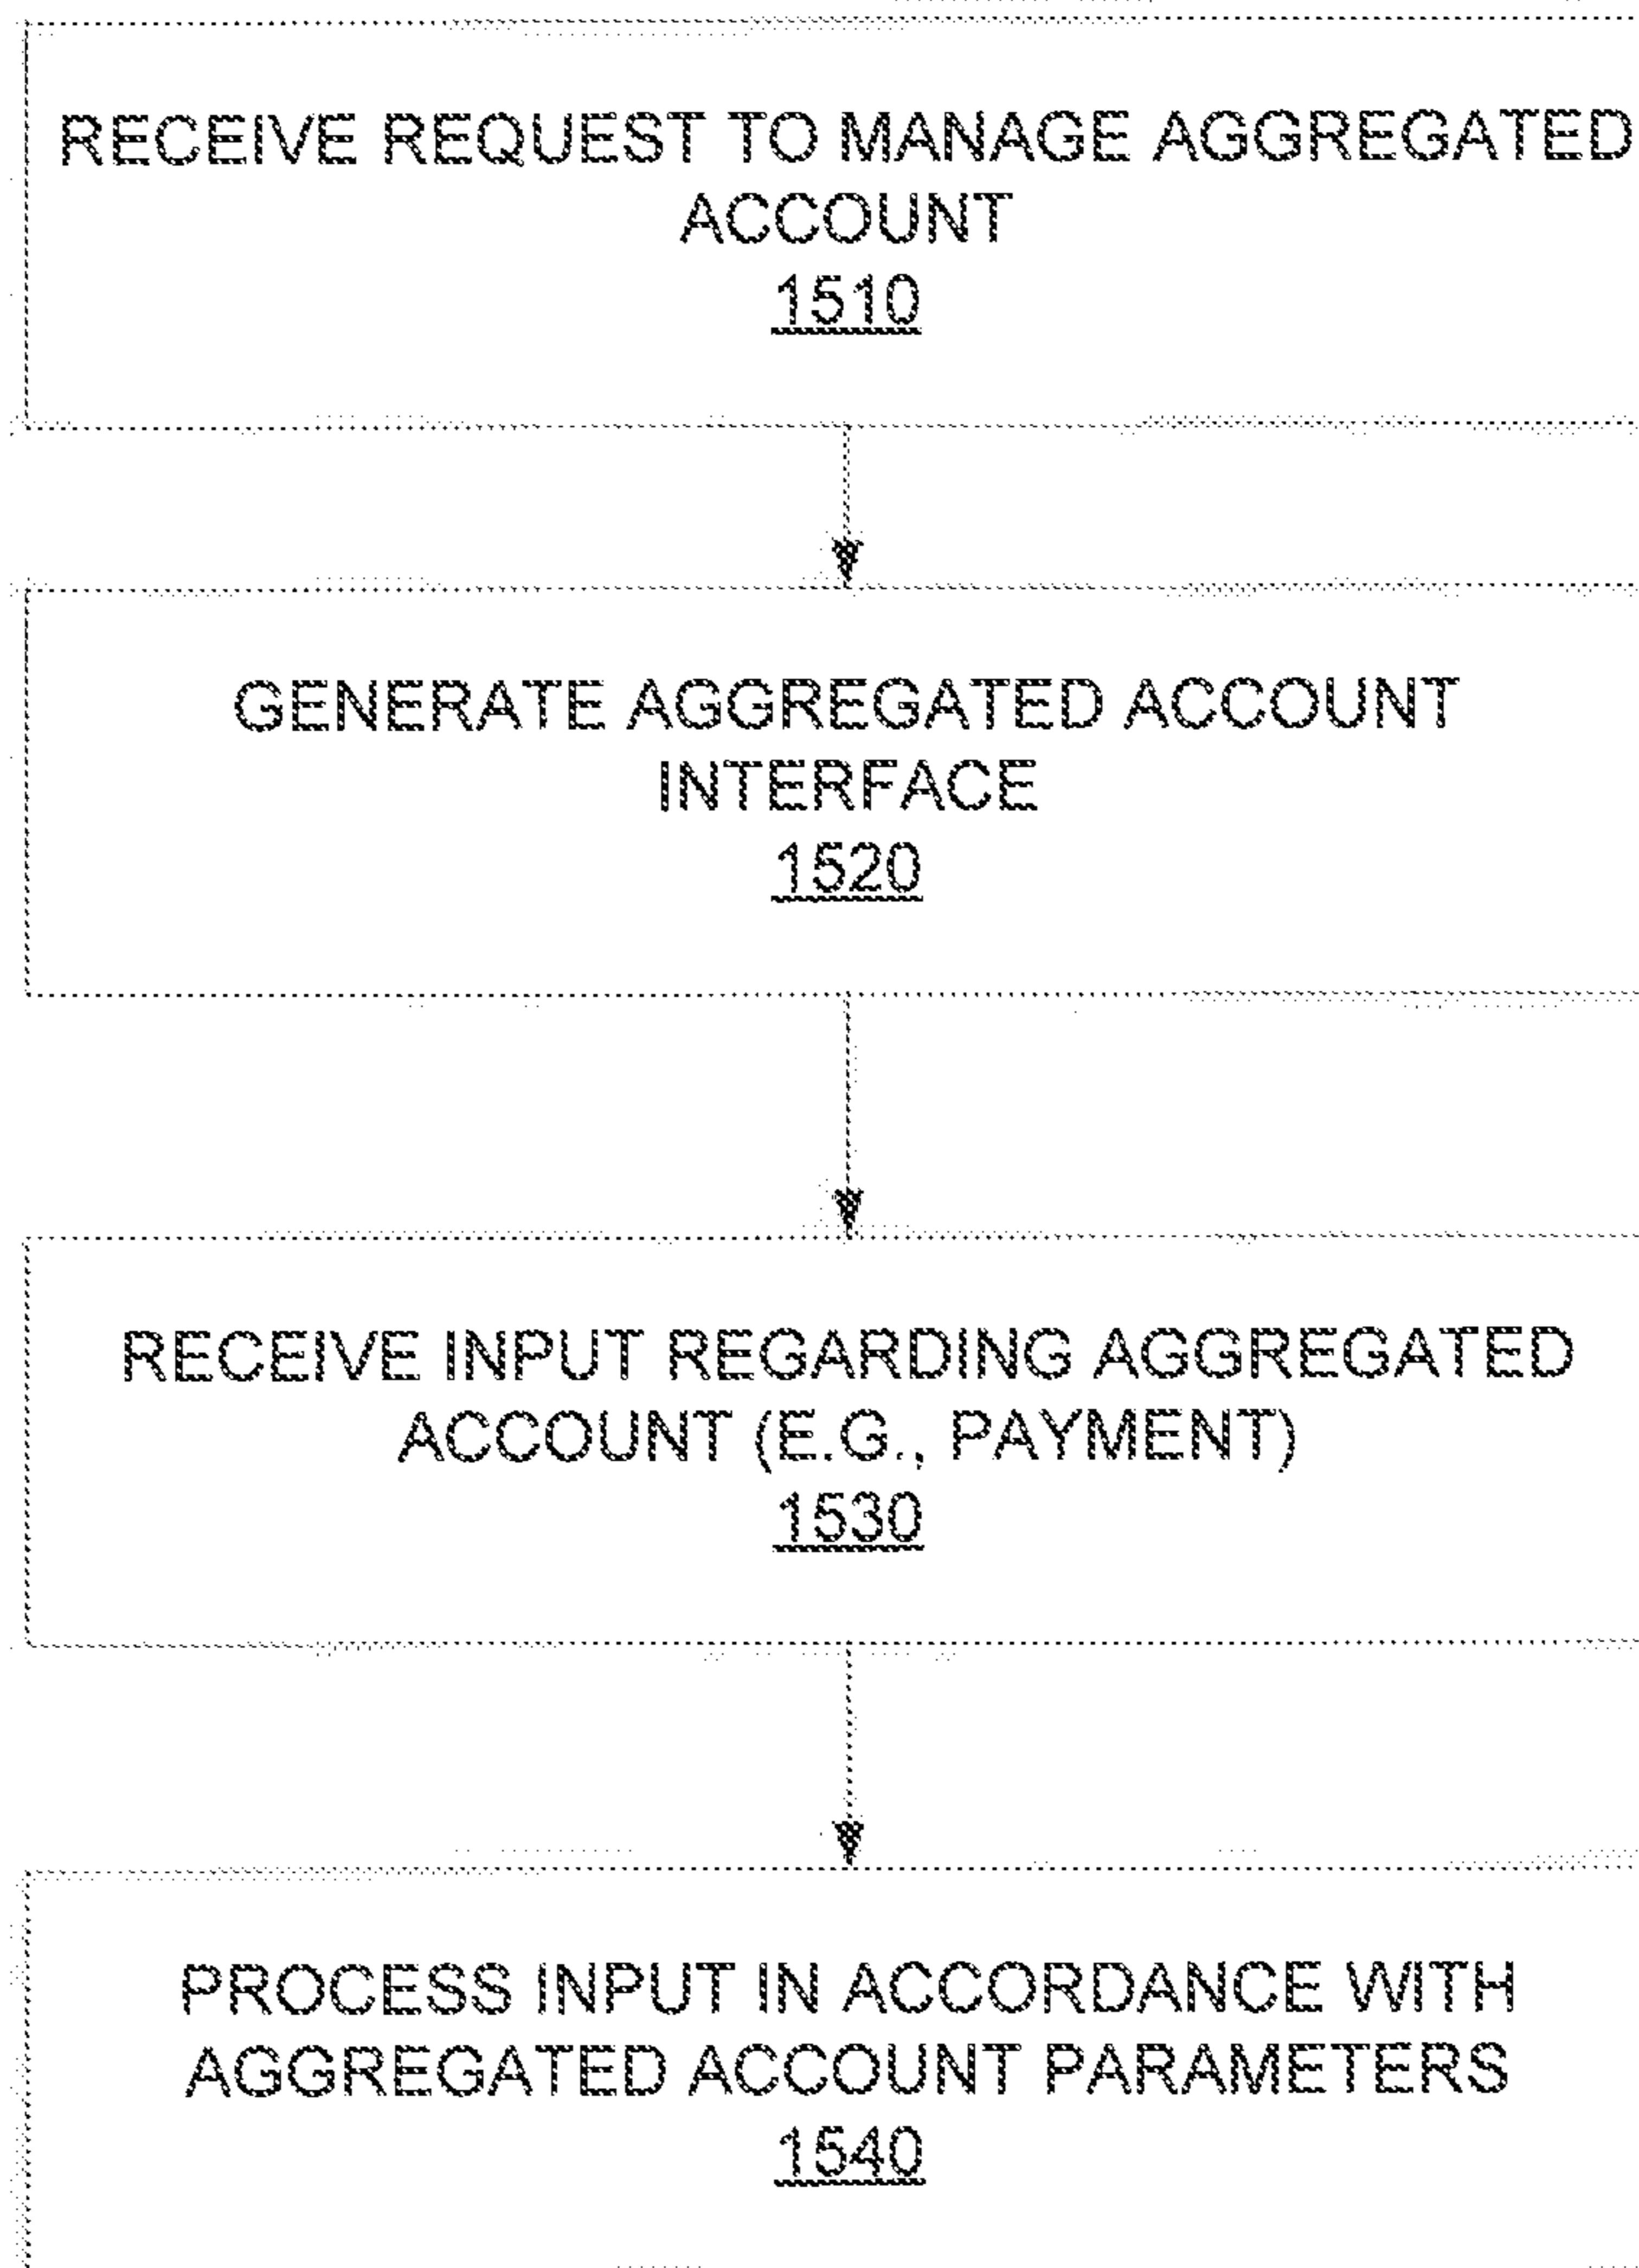 RECEIVE REQUEST TO MANAGE AGGREGATED
ACCOUNT
1510
GENERATE AGGREGATED ACCOUNT
INTERFACE
1520
RECEIVE INPUT REGARDING AGGREGATED
ACCOUNT (E.G., PAYMENT)
1530
PROCESS INPUT IN ACCORDANCE WITH
AGGREGATED ACCOUNT PARAMETERS
1540